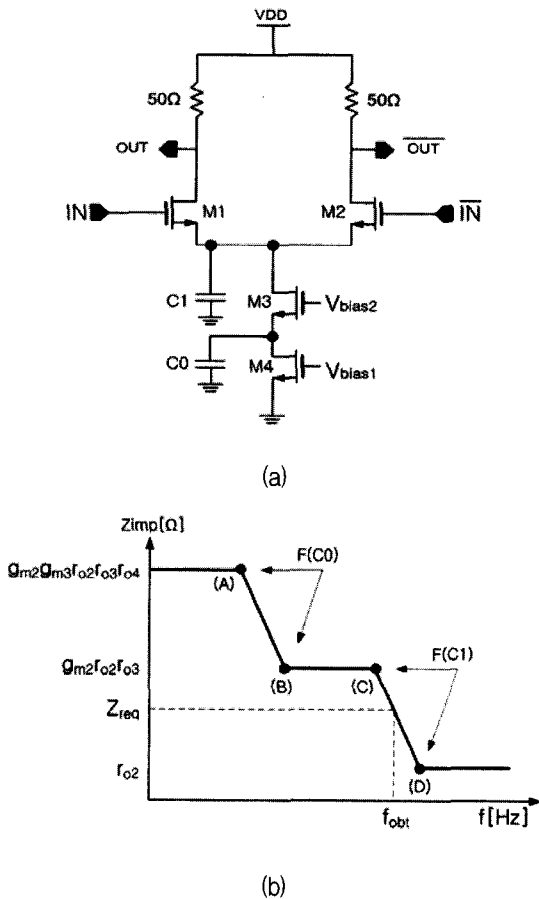 VDD
50Ω 50Ω
OUT OUT
IN M1 M2 IN
C1 M3 Vbias2
C0 M4 Vbias1
(a)
Zimp[Ω]
gm2gm3ro2ro3ro4 (A) F(C0)
gm2ro2ro3 (B) (C) F(C1)
Zreq
ro2 (D)
fobt f[Hz]
(b)